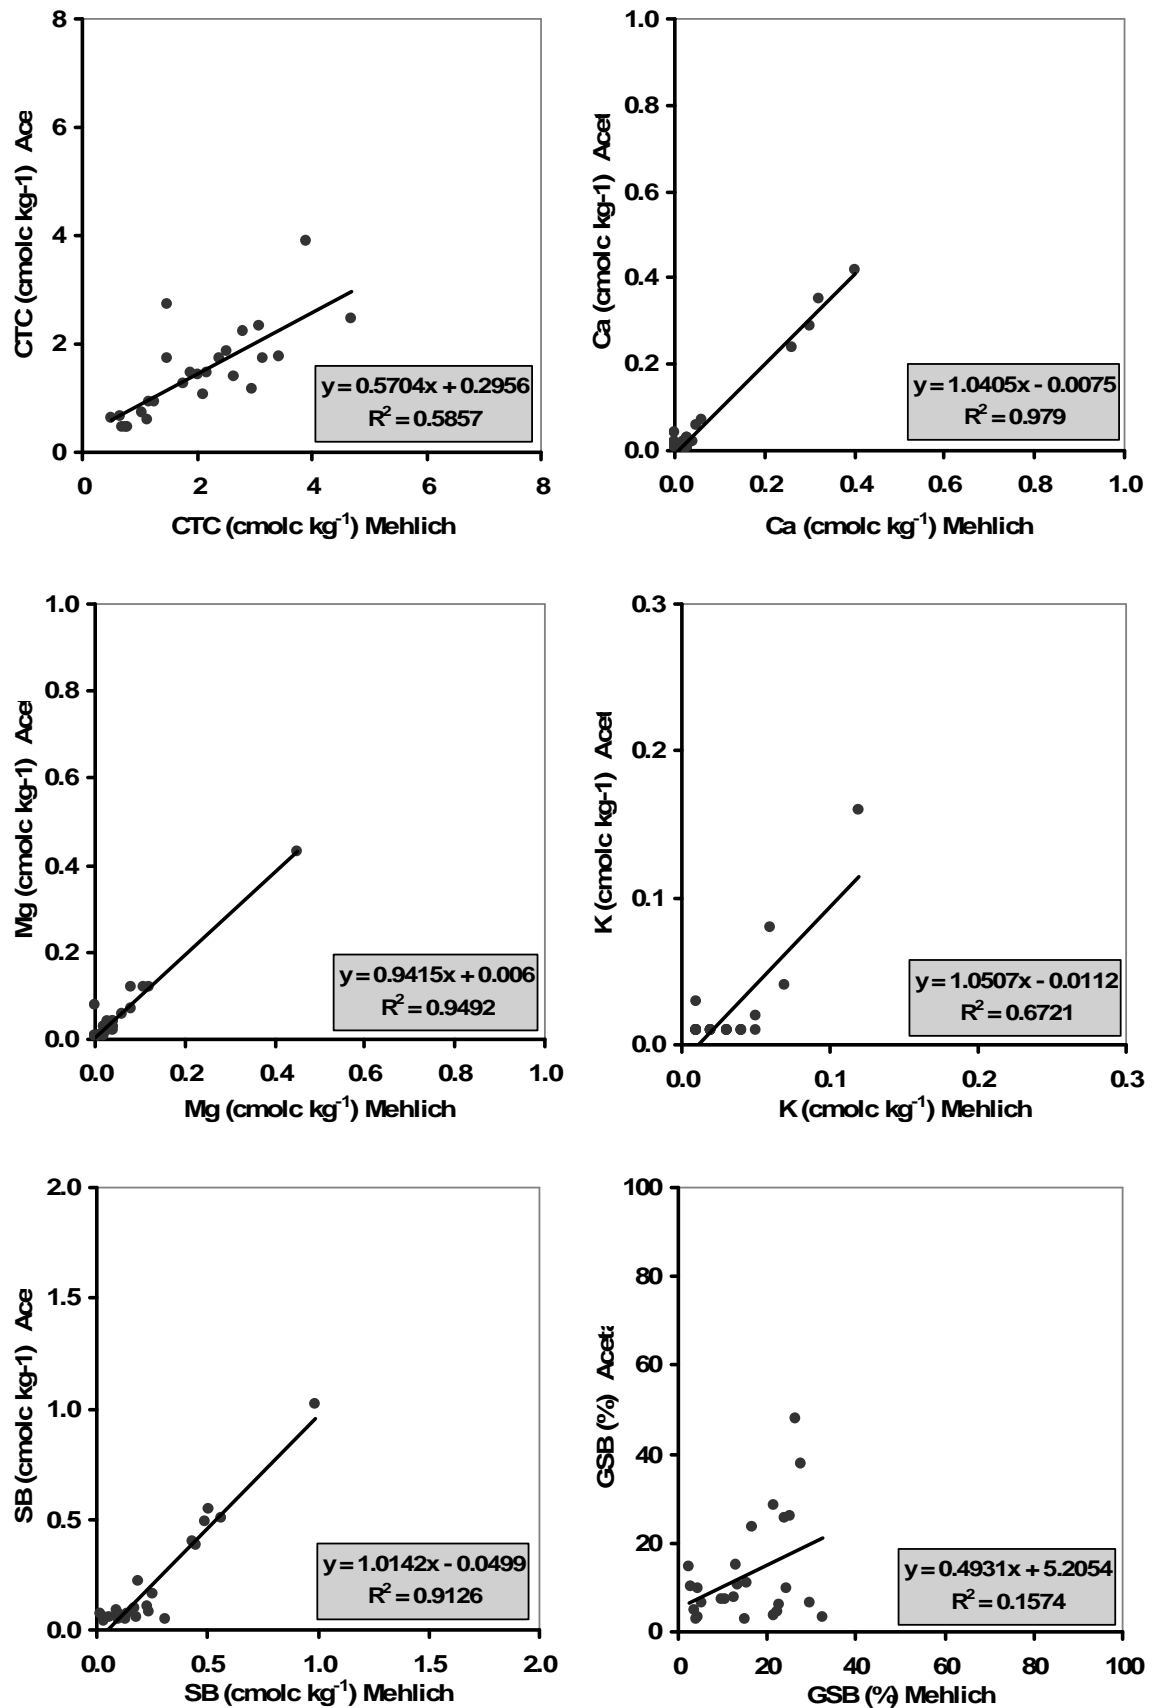 8
6
4
2
0
0 2 4 6 8
CTC (cmolc kg-1) Ace
CTC (cmolc kg⁻¹) Mehlich
y = 0.5704x + 0.2956
R² = 0.5857
1.0
0.8
0.6
0.4
0.2
0.0
0.0 0.2 0.4 0.6 0.8 1.0
Ca (cmolc kg-1) Acet
Ca (cmolc kg⁻¹) Mehlich
y = 1.0405x - 0.0075
R² = 0.979
1.0
0.8
0.6
0.4
0.2
0.0
0.0 0.2 0.4 0.6 0.8 1.0
Mg (cmolc kg-1) Acet
Mg (cmolc kg⁻¹) Mehlich
y = 0.9415x + 0.006
R² = 0.9492
0.3
0.2
0.1
0.0
0.0 0.1 0.2 0.3
K (cmolc kg-1) Acet
K (cmolc kg⁻¹) Mehlich
y = 1.0507x - 0.0112
R² = 0.6721
2.0
1.5
1.0
0.5
0.0
0.0 0.5 1.0 1.5 2.0
SB (cmolc kg-1) Ace
SB (cmolc kg⁻¹) Mehlich
y = 1.0142x - 0.0499
R² = 0.9126
100
80
60
40
20
0
0 20 40 60 80 100
GSB (%) Aceta
GSB (%) Mehlich
y = 0.4931x + 5.2054
R² = 0.1574